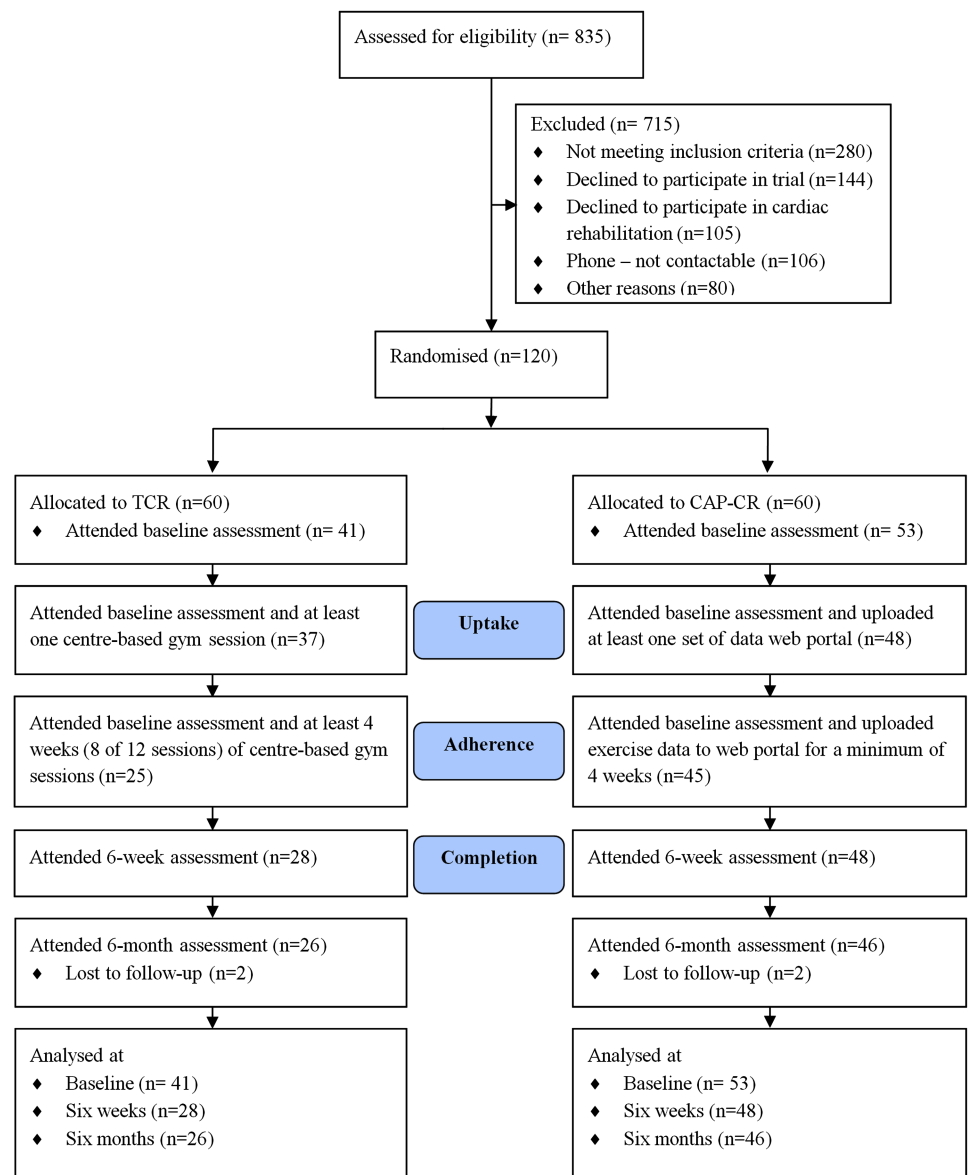 Assessed for eligibility (n= 835)
Excluded (n= 715)
♦ Not meeting inclusion criteria (n=280)
♦ Declined to participate in trial (n=144)
♦ Declined to participate in cardiac
rehabilitation (n=105)
♦ Phone – not contactable (n=106)
♦ Other reasons (n=80)
Randomised (n=120)
Allocated to TCR (n=60)
♦ Attended baseline assessment (n= 41)
Allocated to CAP-CR (n=60)
♦ Attended baseline assessment (n= 53)
Attended baseline assessment and at least
one centre-based gym session (n=37)
Uptake
Attended baseline assessment and uploaded
at least one set of data web portal (n=48)
Attended baseline assessment and at least 4
weeks (8 of 12 sessions) of centre-based gym
sessions (n=25)
Adherence
Attended baseline assessment and uploaded
exercise data to web portal for a minimum of
4 weeks (n=45)
Attended 6-week assessment (n=28)
Completion
Attended 6-week assessment (n=48)
Attended 6-month assessment (n=26)
♦ Lost to follow-up (n=2)
Attended 6-month assessment (n=46)
♦ Lost to follow-up (n=2)
Analysed at
♦ Baseline (n= 41)
♦ Six weeks (n=28)
♦ Six months (n=26)
Analysed at
♦ Baseline (n= 53)
♦ Six weeks (n=48)
♦ Six months (n=46)